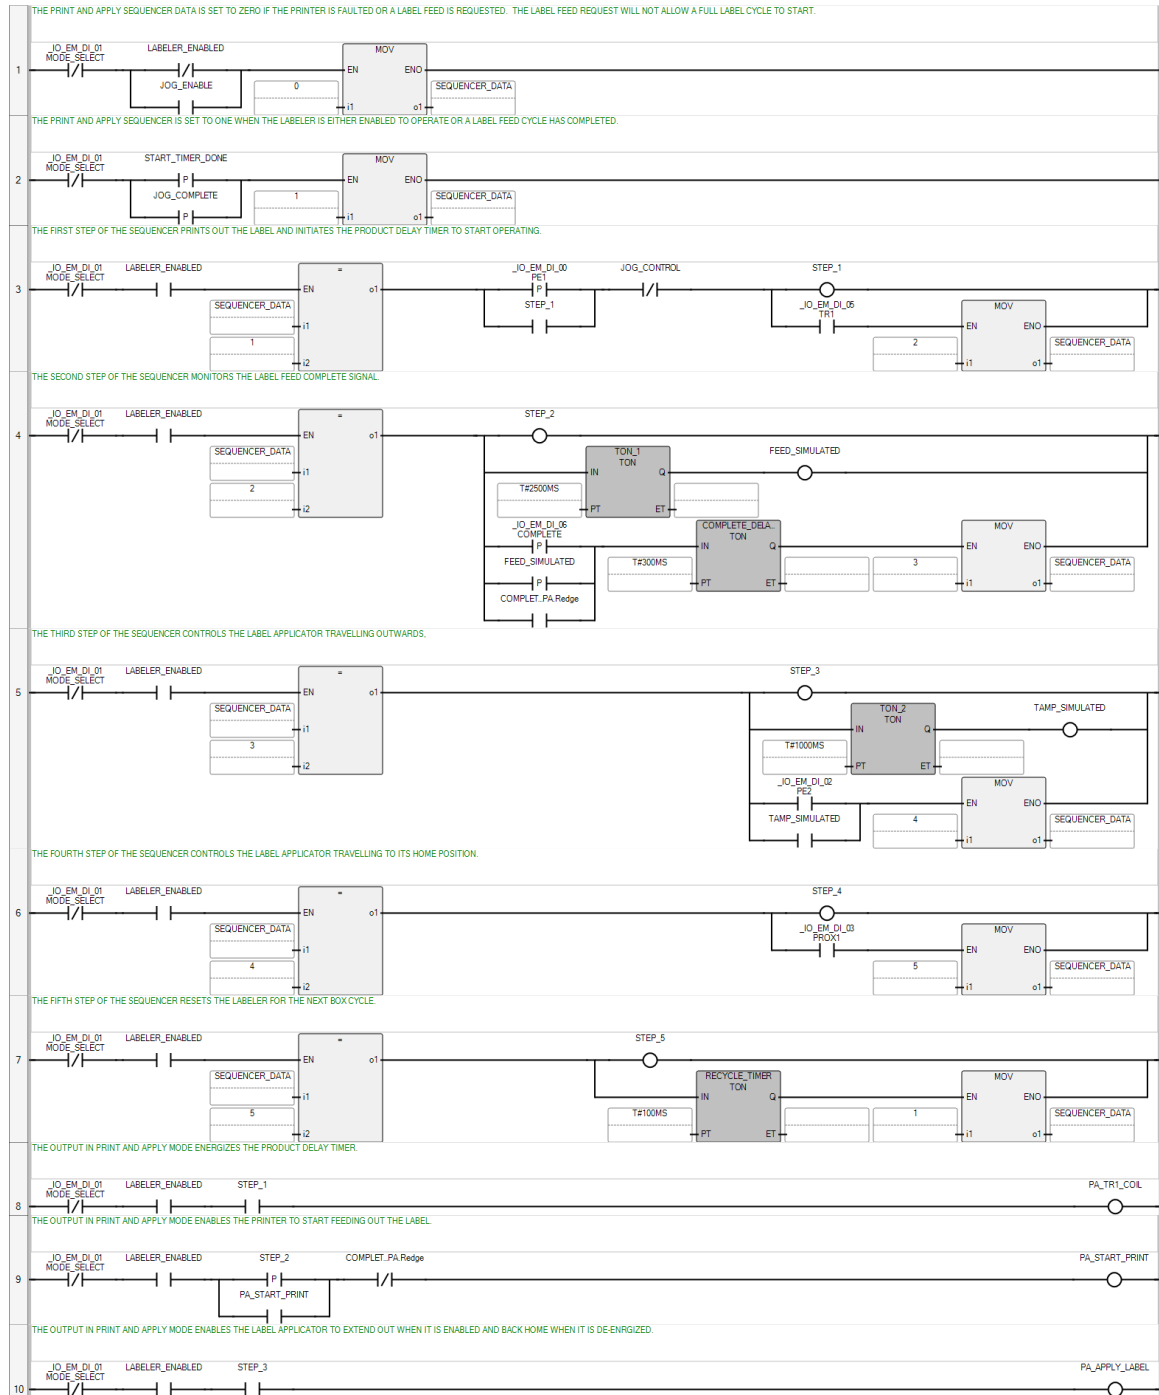 THE PRINT AND APPLY SEQUENCER DATA IS SET TO ZERO IF THE PRINTER IS FAULTED OR A LABEL FEED IS REQUESTED. THE LABEL FEED REQUEST WILL NOT ALLOW A FULL LABEL CYCLE TO START.
_IO_EM_DI_01 LABELER_ENABLED
MODE_SELECT MOV
1 EN ENO
JOG_ENABLE 0 SEQUENCER_DATA
i1 o1
THE PRINT AND APPLY SEQUENCER IS SET TO ONE WHEN THE LABELER IS EITHER ENABLED TO OPERATE OR A LABEL FEED CYCLE HAS COMPLETED.
_IO_EM_DI_01 START_TIMER_DONE
MODE_SELECT MOV
2 P EN ENO
JOG_COMPLETE 1 SEQUENCER_DATA
P i1 o1
THE FIRST STEP OF THE SEQUENCER PRINTS OUT THE LABEL AND INITIATES THE PRODUCT DELAY TIMER TO START OPERATING.
_IO_EM_DI_01 LABELER_ENABLED = _IO_EM_DI_00 JOG_CONTROL STEP_1
MODE_SELECT PE1
3 EN o1 P
SEQUENCER_DATA STEP_1 _IO_EM_DI_05 MOV
TR1
i1 EN ENO
1 2 SEQUENCER_DATA
i2 i1 o1
THE SECOND STEP OF THE SEQUENCER MONITORS THE LABEL FEED COMPLETE SIGNAL.
_IO_EM_DI_01 LABELER_ENABLED = STEP_2
MODE_SELECT
4 EN o1
SEQUENCER_DATA TON_1 FEED_SIMULATED
TON
i1 IN Q
2 T#2500MS
i2 PT ET
_IO_EM_DI_06 COMPLETE_DELA.. MOV
COMPLETE TON
P IN Q EN ENO
FEED_SIMULATED T#300MS 3 SEQUENCER_DATA
P PT ET i1 o1
COMPLET..PA.Redge
THE THIRD STEP OF THE SEQUENCER CONTROLS THE LABEL APPLICATOR TRAVELLING OUTWARDS.
_IO_EM_DI_01 LABELER_ENABLED = STEP_3
MODE_SELECT
5 EN o1
SEQUENCER_DATA TON_2 TAMP_SIMULATED
TON
i1 IN Q
3 T#1000MS
i2 PT ET
_IO_EM_DI_02 MOV
PE2
EN ENO
TAMP_SIMULATED 4 SEQUENCER_DATA
i1 o1
THE FOURTH STEP OF THE SEQUENCER CONTROLS THE LABEL APPLICATOR TRAVELLING TO ITS HOME POSITION.
_IO_EM_DI_01 LABELER_ENABLED = STEP_4
MODE_SELECT
6 EN o1
SEQUENCER_DATA _IO_EM_DI_03 MOV
PROX1
i1 EN ENO
4 5 SEQUENCER_DATA
i2 i1 o1
THE FIFTH STEP OF THE SEQUENCER RESETS THE LABELER FOR THE NEXT BOX CYCLE.
_IO_EM_DI_01 LABELER_ENABLED = STEP_5
MODE_SELECT
7 EN o1
SEQUENCER_DATA RECYCLE_TIMER MOV
TON
i1 IN Q EN ENO
5 T#100MS 1 SEQUENCER_DATA
i2 PT ET i1 o1
THE OUTPUT IN PRINT AND APPLY MODE ENERGIZES THE PRODUCT DELAY TIMER.
_IO_EM_DI_01 LABELER_ENABLED STEP_1 PA_TR1_COIL
MODE_SELECT
8
THE OUTPUT IN PRINT AND APPLY MODE ENABLES THE PRINTER TO START FEEDING OUT THE LABEL.
_IO_EM_DI_01 LABELER_ENABLED STEP_2 COMPLET..PA.Redge PA_START_PRINT
MODE_SELECT
9 P
PA_START_PRINT
THE OUTPUT IN PRINT AND APPLY MODE ENABLES THE LABEL APPLICATOR TO EXTEND OUT WHEN IT IS ENABLED AND BACK HOME WHEN IT IS DE-ENRGIZED.
_IO_EM_DI_01 LABELER_ENABLED STEP_3 PA_APPLY_LABEL
MODE_SELECT
10